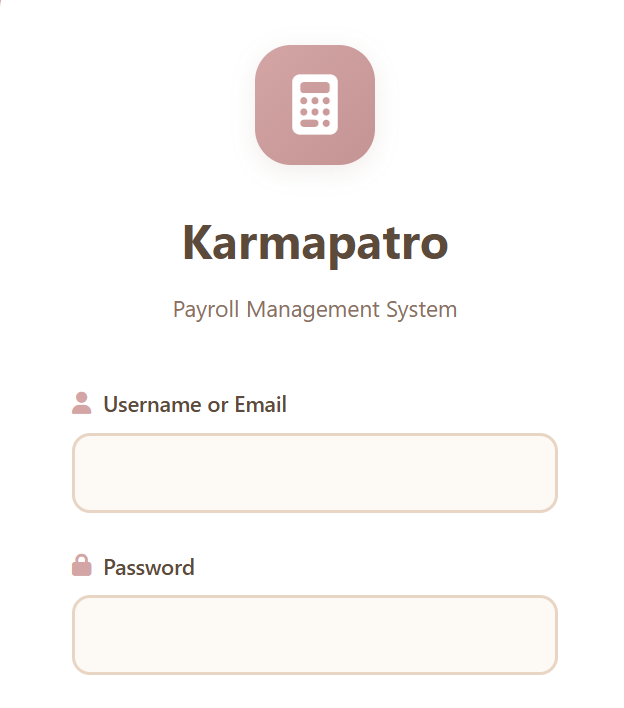 Karmapatro
Payroll Management System
Username or Email
Password